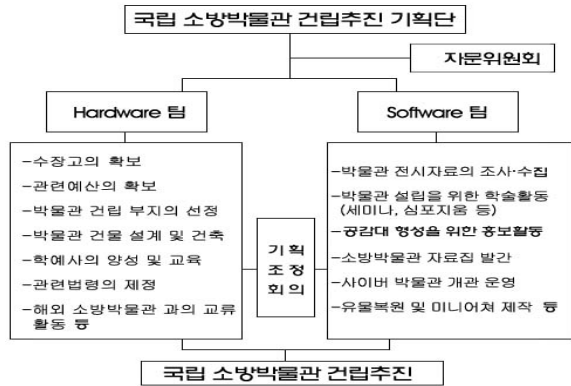 국립 소방박물관 건립추진 기획단
자문위원회
Hardware 팀
Software 팀
-수장고의 확보
-관련예산의 확보
-박물관 건립 부지의 선정
-박물관 건물 설계 및 건축
-학예사의 양성 및 교육
-관련법령의 제정
-해외 소방박물관 과의 교류
활동 등
기획
조정
회의
-박물관 전시자료의 조사·수집
-박물관 설립을 위한 학술활동
(세미나, 심포지움 등)
-공감대 형성을 위한 홍보활동
-소방박물관 자료집 발간
-사이버 박물관 개관 운영
-유물복원 및 미니어쳐 제작 등
국립 소방박물관 건립추진